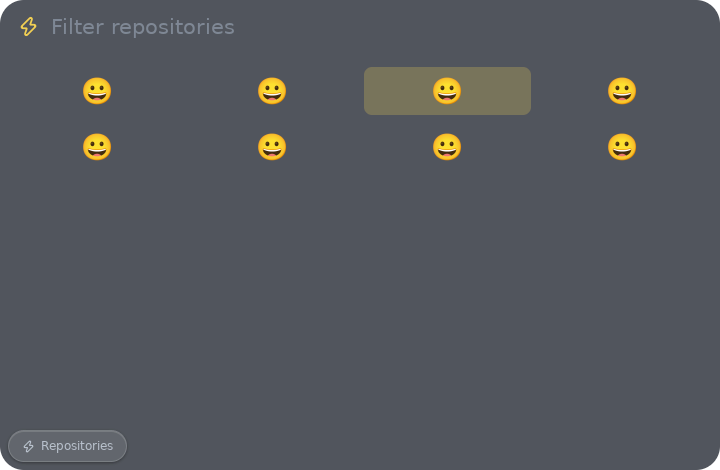 Filter repositories
😀 😀 😀 😀
😀 😀 😀 😀
Repositories